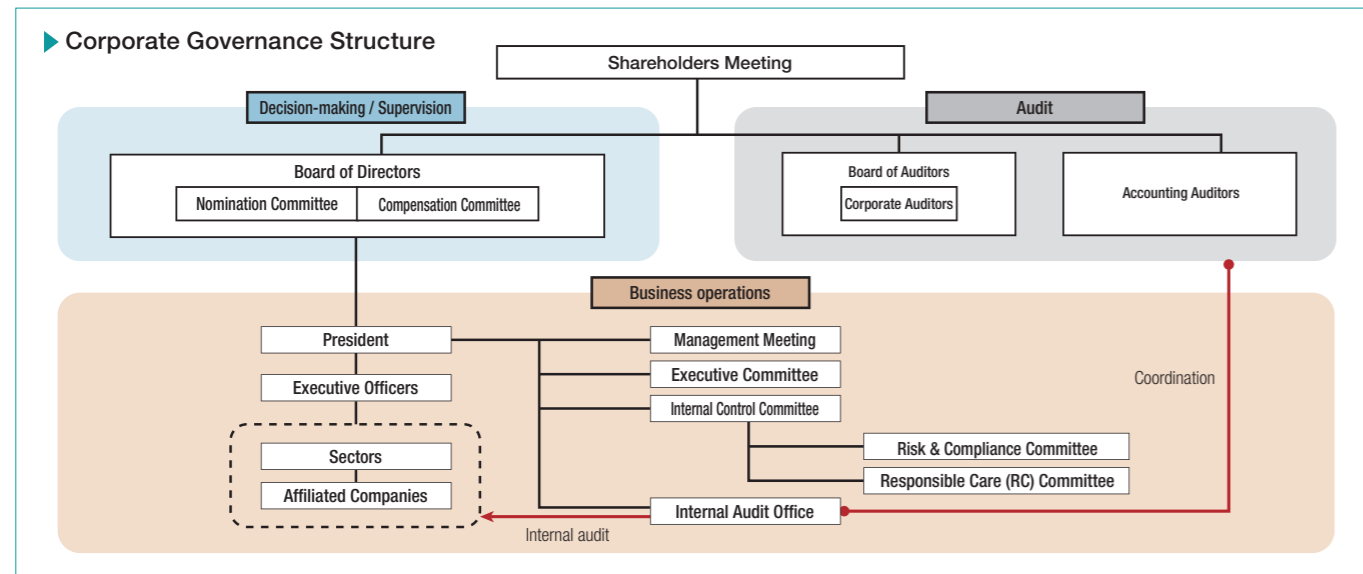 Corporate Governance Structure
Shareholders Meeting
Decision-making / Supervision
Audit
Board of Directors
Nomination Committee
Compensation Committee
Board of Auditors
Corporate Auditors
Accounting Auditors
Business operations
President
Management Meeting
Executive Committee
Executive Officers
Coordination
Internal Control Committee
Risk & Compliance Committee
Sectors
Responsible Care (RC) Committee
Affiliated Companies
Internal Audit Office
Internal audit